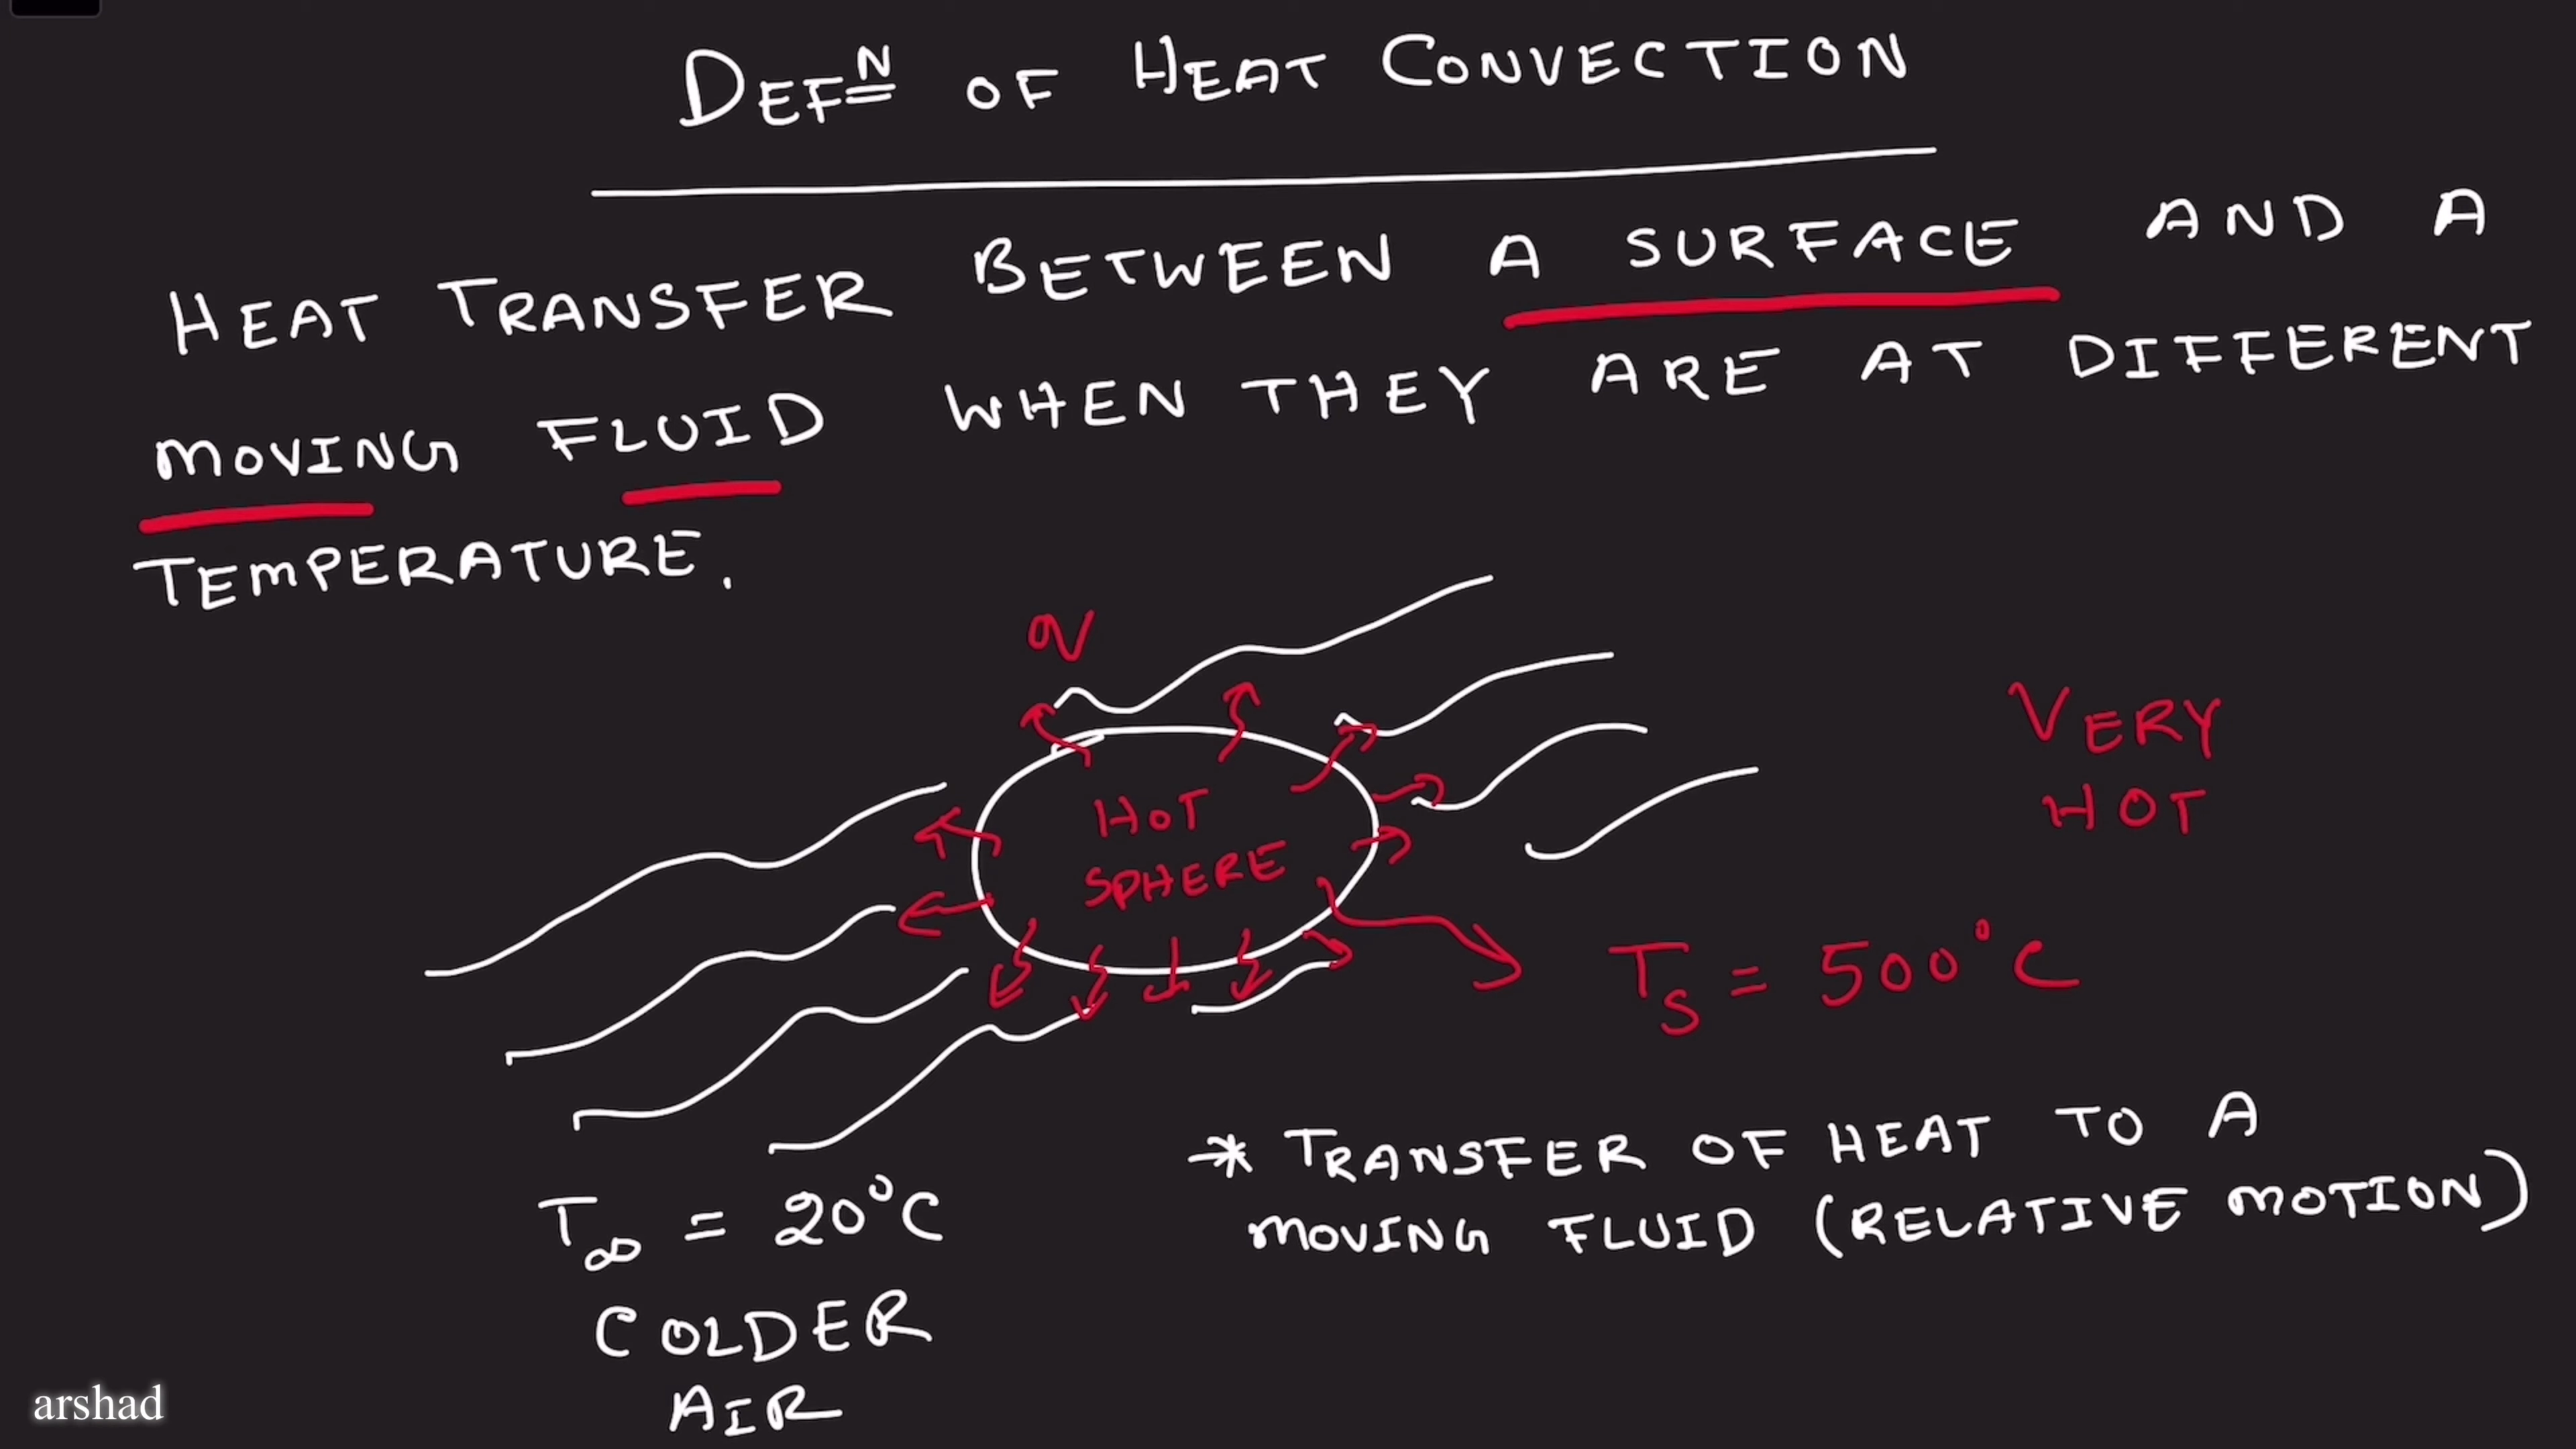 DEFN OF HEAT CONVECTION
HEAT TRANSFER BETWEEN A SURFACE AND A
MOVING FLUID WHEN THEY ARE AT DIFFERENT
TEMPERATURE.
q
VERY
HOT
HOT
SPHERE
Ts = 500°C
T∞ = 20°C
COLDER
AIR
* TRANSFER OF HEAT TO A
MOVING FLUID (RELATIVE MOTION)
arshad